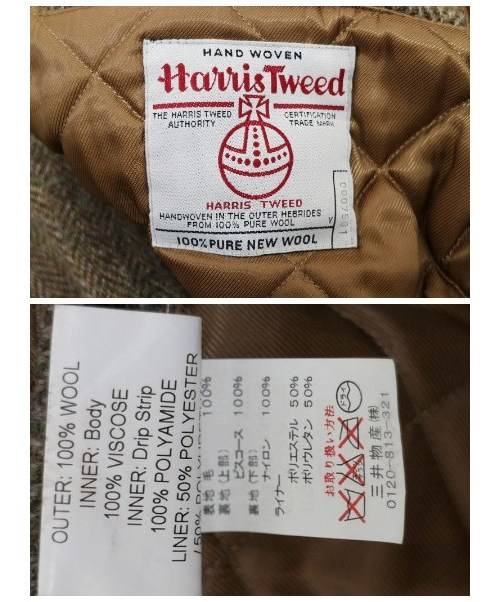 HAND WOVEN
Harris Tweed
THE HARRIS TWEED AUTHORITY
CERTIFICATION TRADE MARK
HARRIS TWEED
HANDWOVEN IN THE OUTER HEBRIDES
FROM 100% PURE WOOL
100% PURE NEW WOOL
OUTER: 100% WOOL
INNER: Body
100% VISCOSE
INNER: Drip Strip
100% POLYAMIDE
LINER: 50% POLYESTER
表地 毛 100%
裏地(上部) ビスコース 100%
裏地(下部) ナイロン 100%
ライナー ポリエステル 50%
ポリウレタン 50%
お取り扱い方法
ドライ
三井物産(株)
0120-813-321